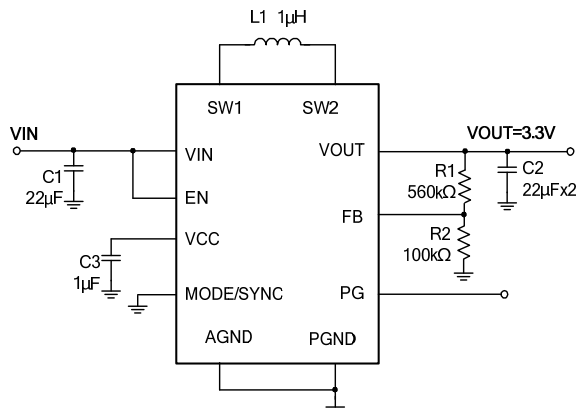 L1 1µH
SW1 SW2
VIN VOUT=3.3V
VIN VOUT
C1
22µF
R1
560kΩ
C2
22µFx2
EN
FB
VCC
R2
100kΩ
C3
1µF
MODE/SYNC PG
AGND PGND